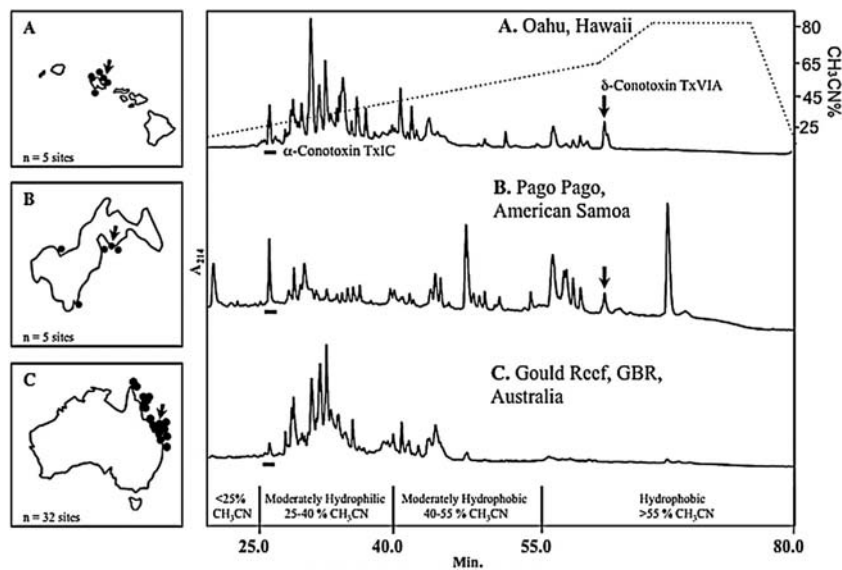 A
n = 5 sites
B
n = 5 sites
C
n = 32 sites
A. Oahu, Hawaii
δ-Conotoxin TxVIA
α-Conotoxin TxIC
B. Pago Pago,
American Samoa
C. Gould Reef, GBR,
Australia
A₂₁₄
80
65
45
25
CH₃CN%
<25%
CH₃CN
Moderately Hydrophilic
25-40 % CH₃CN
Moderately Hydrophobic
40-55 % CH₃CN
Hydrophobic
>55 % CH₃CN
25.0
40.0
55.0
80.0
Min.